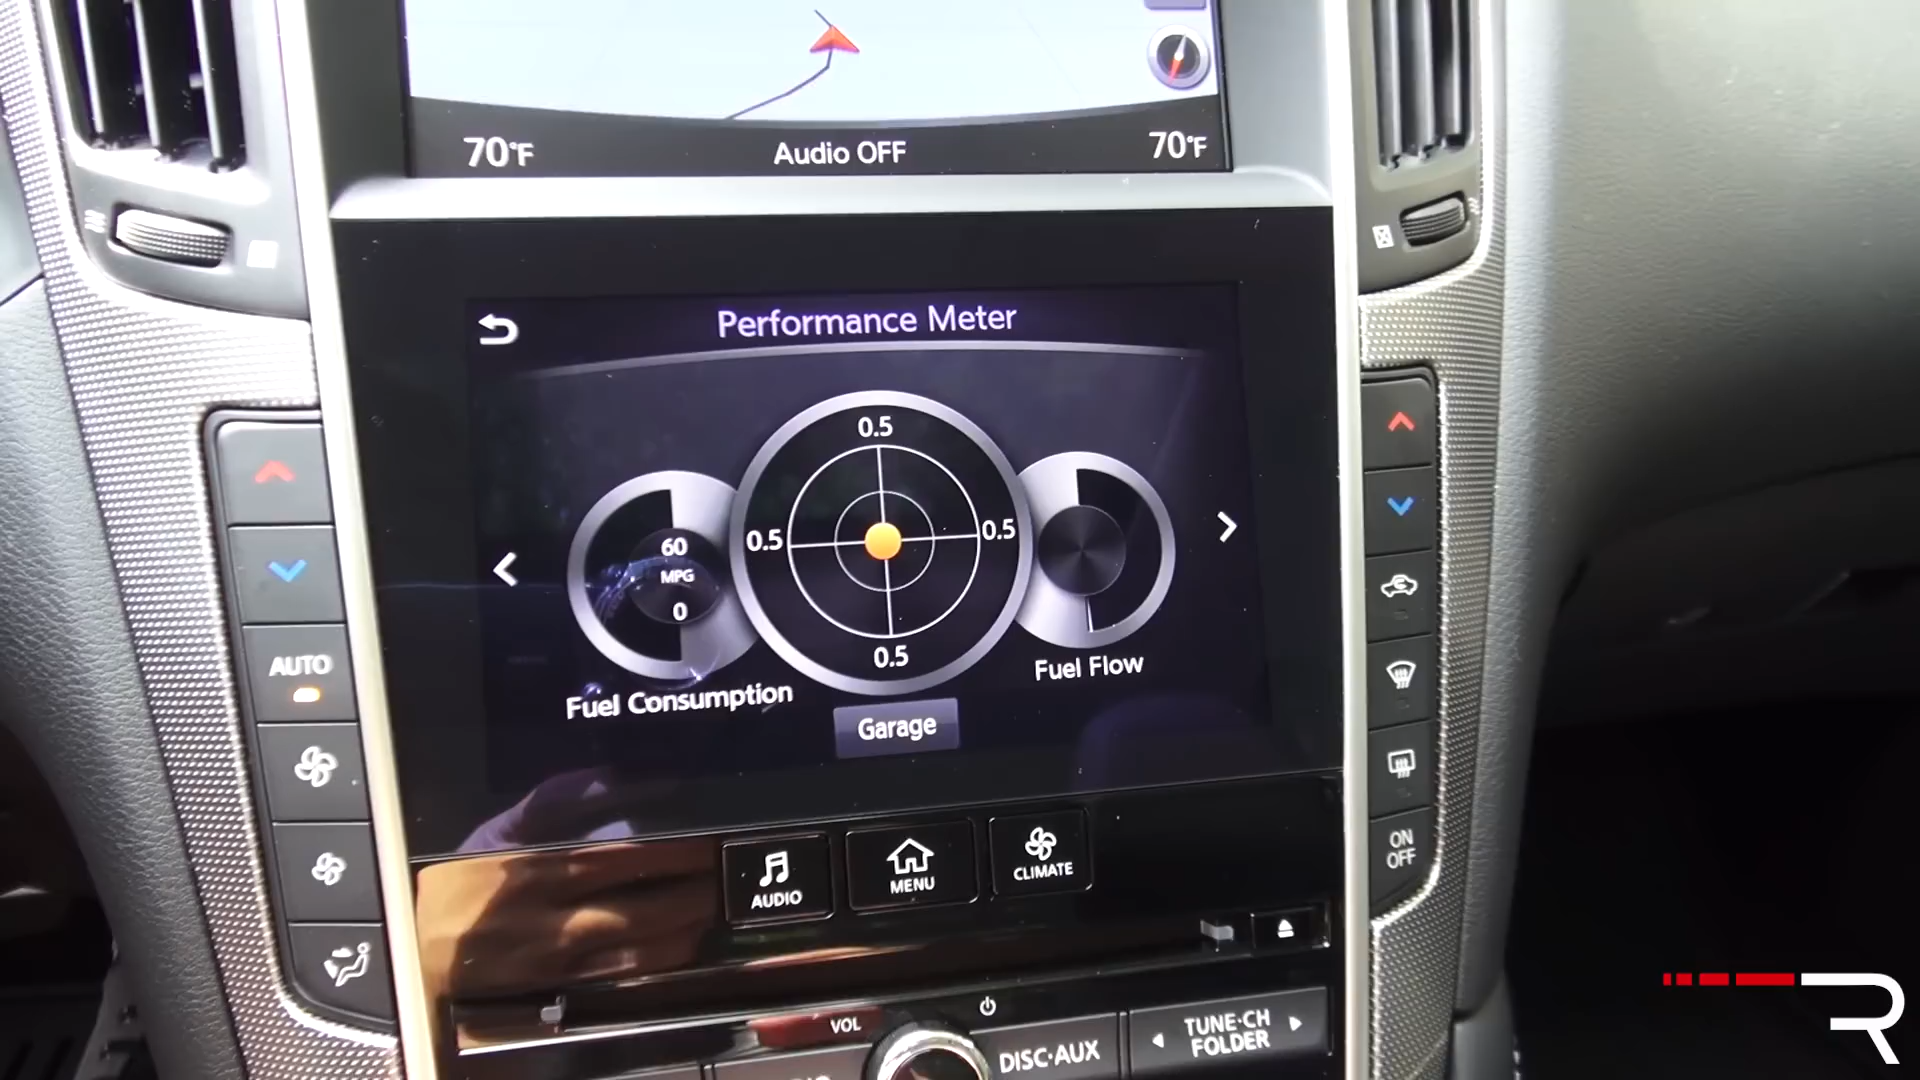 70°F
Audio OFF
70°F
Performance Meter
0.5
0.5
0.5
0.5
60
MPG
0
Fuel Consumption
Fuel Flow
Garage
AUTO
ON
OFF
AUDIO
MENU
CLIMATE
VOL
DISC·AUX
TUNE·CH
FOLDER
R